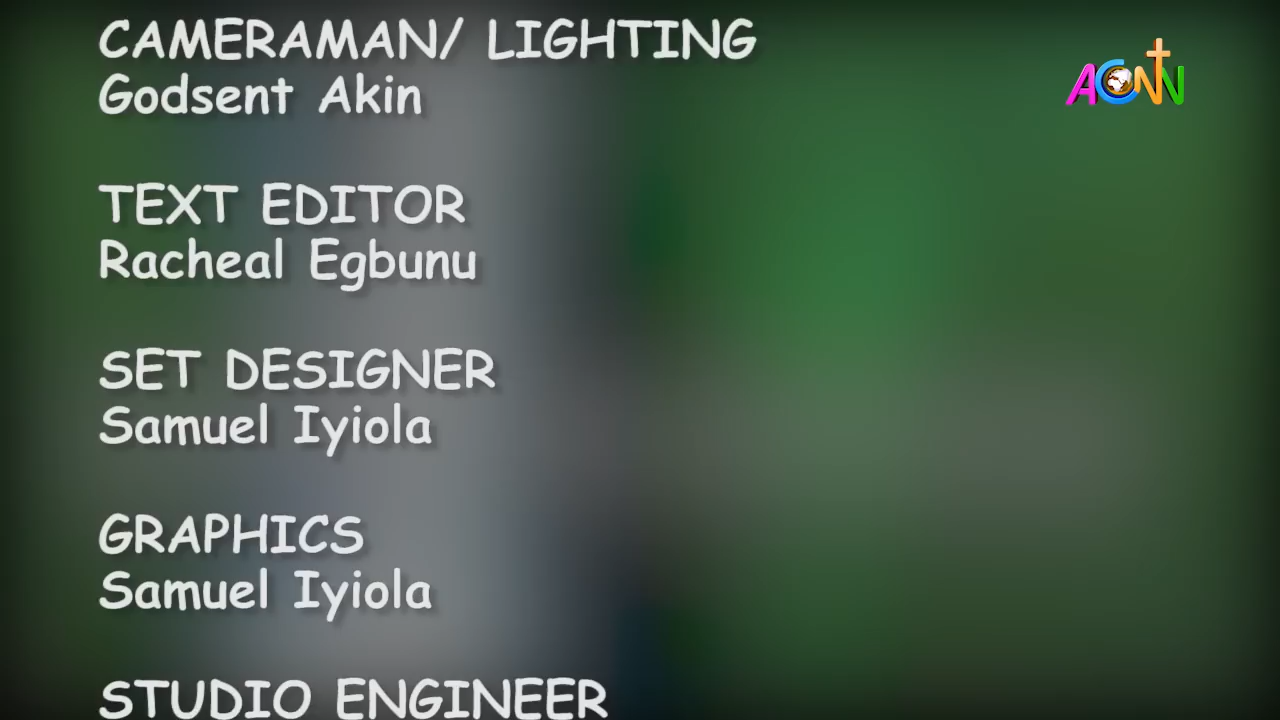 CAMERAMAN/ LIGHTING
ACNN
Godsent Akin
TEXT EDITOR
Racheal Egbunu
SET DESIGNER
Samuel Iyiola
GRAPHICS
Samuel Iyiola
STUDIO ENGINEER